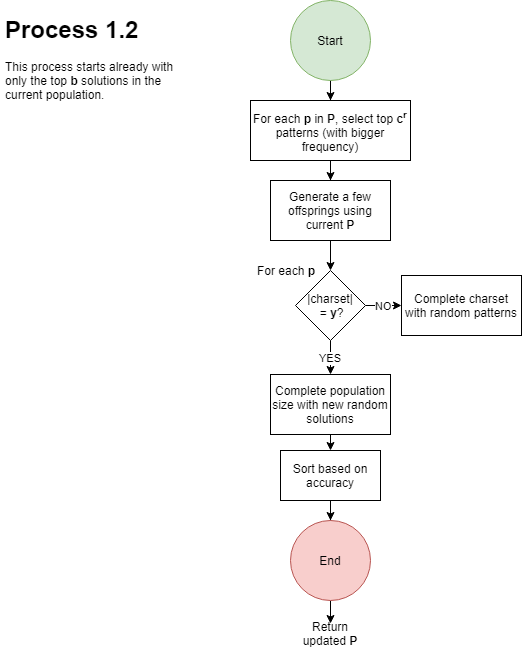 Process 1.2
This process starts already with
only the top b solutions in the
current population.
Start
For each p in P, select top cʳ
patterns (with bigger
frequency)
Generate a few
offsprings using
current P
For each p
|charset|
= y?
NO
Complete charset
with random patterns
YES
Complete population
size with new random
solutions
Sort based on
accuracy
End
Return
updated P